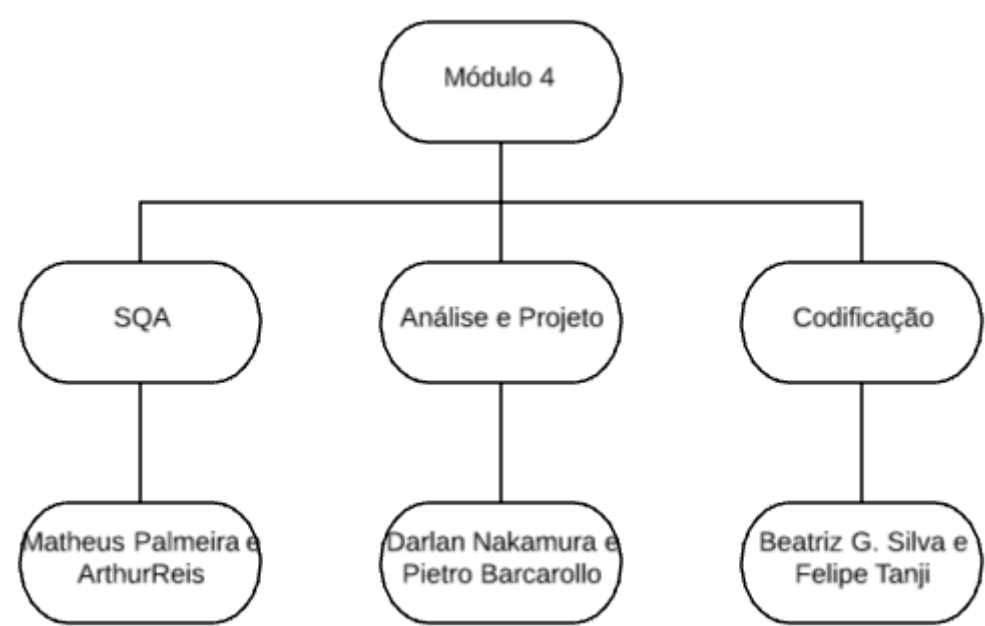 Módulo 4
SQA
Análise e Projeto
Codificação
Matheus Palmeira e
ArthurReis
Darlan Nakamura e
Pietro Barcarollo
Beatriz G. Silva e
Felipe Tanji